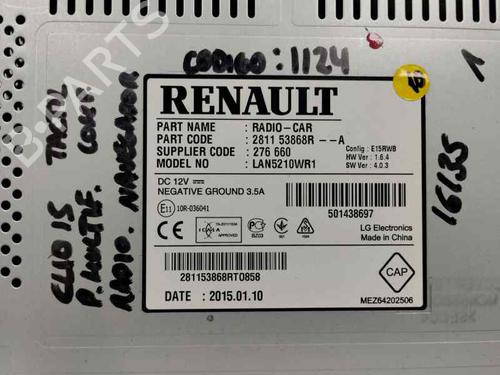 CODIGO: 1124
1
RENAULT
PART NAME : RADIO-CAR
PART CODE : 2811 53868R--A
SUPPLIER CODE : 276 660
MODEL NO : LAN5210WR1
Config : E15RWB
HW Ver : 1.6.4
SW Ver : 4.0.3
DC 12V
NEGATIVE GROUND 3.5A
E11 10R-036041
501438697
LG Electronics
Made in China
281153868RT0858
DATE : 2015.01.10
CAP
MEZ64202506
16135
CLIO IS
P. MULTIF.
RADIO. NAVEGADOR
B-PARTS